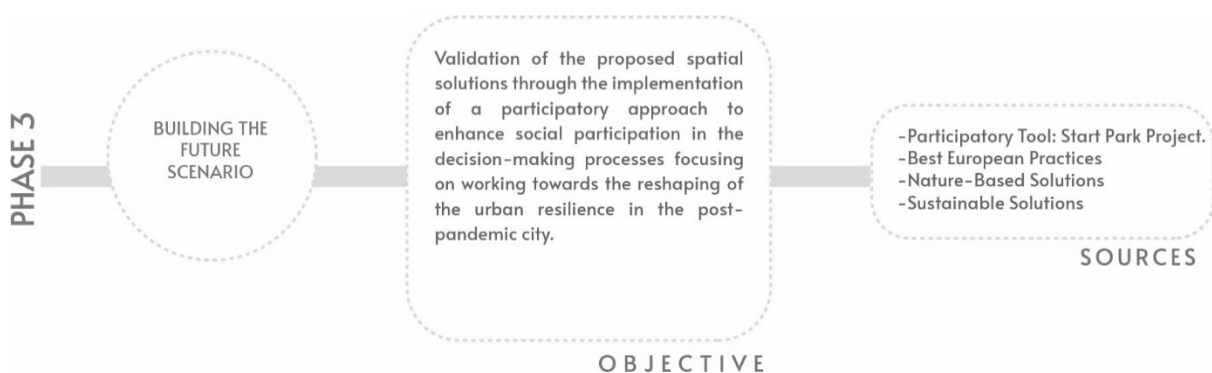 PHASE 3
BUILDING THE
FUTURE
SCENARIO
Validation of the proposed spatial
solutions through the implementation
of a participatory approach to
enhance social participation in the
decision-making processes focusing
on working towards the reshaping of
the urban resilience in the post-
pandemic city.
OBJECTIVE
-Participatory Tool: Start Park Project.
-Best European Practices
-Nature-Based Solutions
-Sustainable Solutions
SOURCES